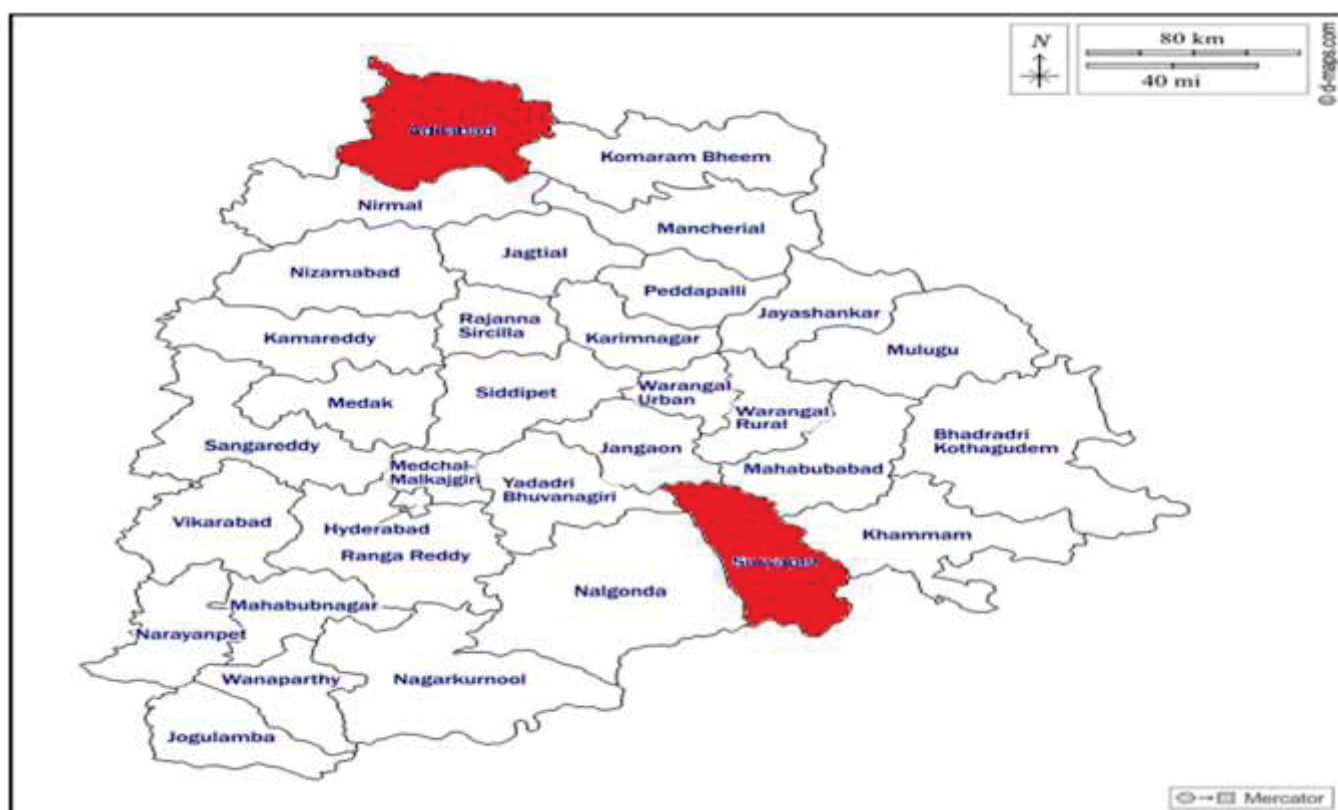 N
80 km
40 mi
© d-maps.com
Adilabad
Komaram Bheem
Nirmal
Mancherial
Jagtial
Nizamabad
Peddapalli
Jayashankar
Rajanna
Sircilla
Karimnagar
Kamareddy
Mulugu
Siddipet
Warangal
Urban
Medak
Warangal
Rural
Bhadradri
Kothagudem
Sangareddy
Jangaon
Mahabubabad
Medchal-
Malkajgiri
Yadadri
Bhuvanagiri
Vikarabad
Hyderabad
Khammam
Ranga Reddy
Suryapet
Nalgonda
Mahabubnagar
Narayanpet
Wanaparthy
Nagarkurnool
Jogulamba
Mercator